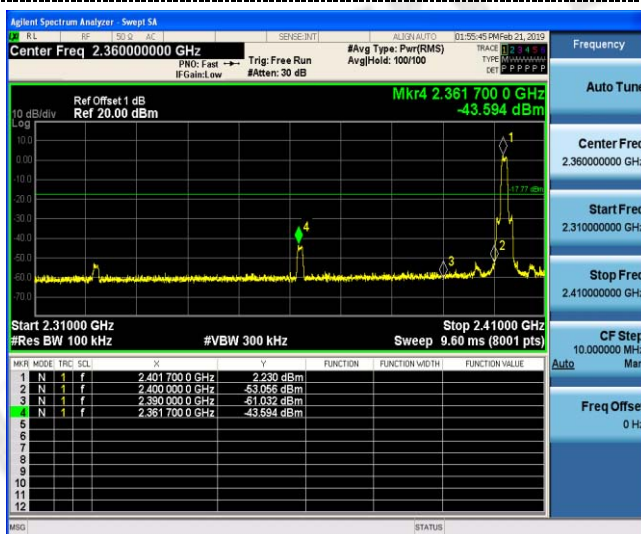 Agilent Spectrum Analyzer - Swept SA
RL RF 50 Ω AC SENSE:INT ALIGN AUTO 01:55:45 PM Feb 21, 2019
Center Freq 2.360000000 GHz
PNO: Fast
IFGain:Low
Trig: Free Run
#Atten: 30 dB
#Avg Type: Pwr(RMS)
Avg|Hold: 100/100
TRACE 1 2 3 4 5 6
TYPE M
DET P P P P P P
Frequency
Auto Tune
Center Freq
2.360000000 GHz
Start Freq
2.310000000 GHz
Stop Freq
2.410000000 GHz
CF Step
10.000000 MHz
Auto Man
Freq Offset
0 Hz
Mkr4 2.361 700 0 GHz
-43.594 dBm
Ref Offset 1 dB
10 dB/div Ref 20.00 dBm
Log
10.0
0.00
-10.0
-20.0
-30.0
-40.0
-50.0
-60.0
-70.0
1
-17.77 dBm
4
2
3
Start 2.31000 GHz Stop 2.41000 GHz
#Res BW 100 kHz #VBW 300 kHz Sweep 9.60 ms (8001 pts)
MKR MODE TRC SCL X Y FUNCTION FUNCTION WIDTH FUNCTION VALUE
1 N 1 f 2.401 700 0 GHz 2.230 dBm
2 N 1 f 2.400 000 0 GHz -53.056 dBm
3 N 1 f 2.390 000 0 GHz -61.032 dBm
4 N 1 f 2.361 700 0 GHz -43.594 dBm
5
6
7
8
9
10
11
12
MSG STATUS